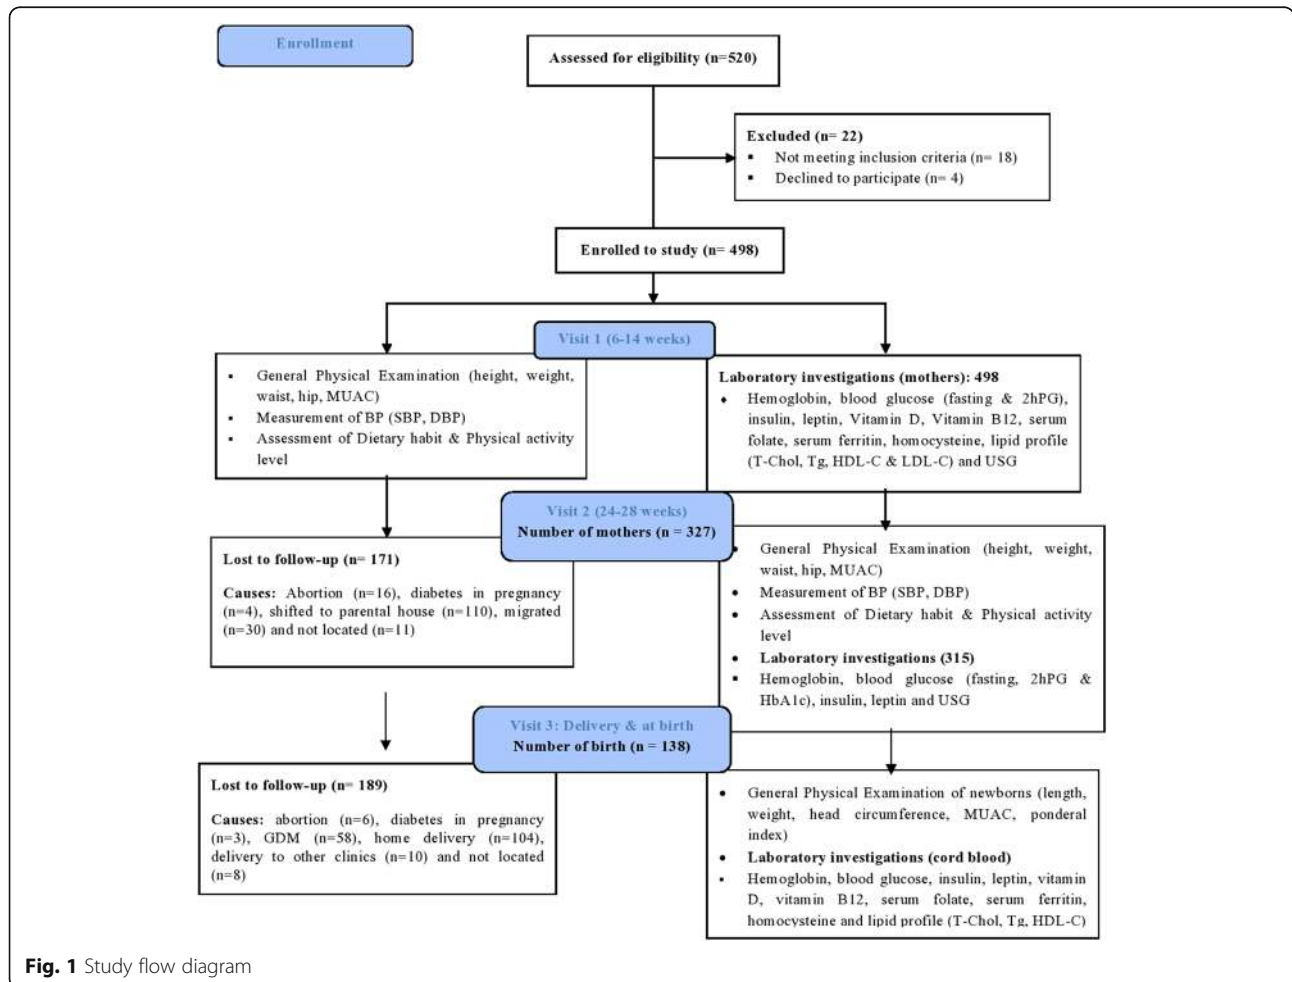 Enrollment
Assessed for eligibility (n=520)
Excluded (n= 22)
▪ Not meeting inclusion criteria (n= 18)
▪ Declined to participate (n= 4)
Enrolled to study (n= 498)
Visit 1 (6-14 weeks)
▪ General Physical Examination (height, weight,
waist, hip, MUAC)
▪ Measurement of BP (SBP, DBP)
▪ Assessment of Dietary habit & Physical activity
level
Laboratory investigations (mothers): 498
♦ Hemoglobin, blood glucose (fasting & 2hPG),
insulin, leptin, Vitamin D, Vitamin B12, serum
folate, serum ferritin, homocysteine, lipid profile
(T-Chol, Tg, HDL-C & LDL-C) and USG
Visit 2 (24-28 weeks)
Number of mothers (n = 327)
Lost to follow-up (n= 171)
Causes: Abortion (n=16), diabetes in pregnancy
(n=4), shifted to parental house (n=110), migrated
(n=30) and not located (n=11)
• General Physical Examination (height, weight,
waist, hip, MUAC)
• Measurement of BP (SBP, DBP)
• Assessment of Dietary habit & Physical activity
level
• Laboratory investigations (315)
▪ Hemoglobin, blood glucose (fasting, 2hPG &
HbA1c), insulin, leptin and USG
Visit 3: Delivery & at birth
Number of birth (n = 138)
Lost to follow-up (n= 189)
Causes: abortion (n=6), diabetes in pregnancy
(n=3), GDM (n=58), home delivery (n=104),
delivery to other clinics (n=10) and not located
(n=8)
• General Physical Examination of newborns (length,
weight, head circumference, MUAC, ponderal
index)
• Laboratory investigations (cord blood)
▪ Hemoglobin, blood glucose, insulin, leptin, vitamin
D, vitamin B12, serum folate, serum ferritin,
homocysteine and lipid profile (T-Chol, Tg, HDL-C)
Fig. 1 Study flow diagram